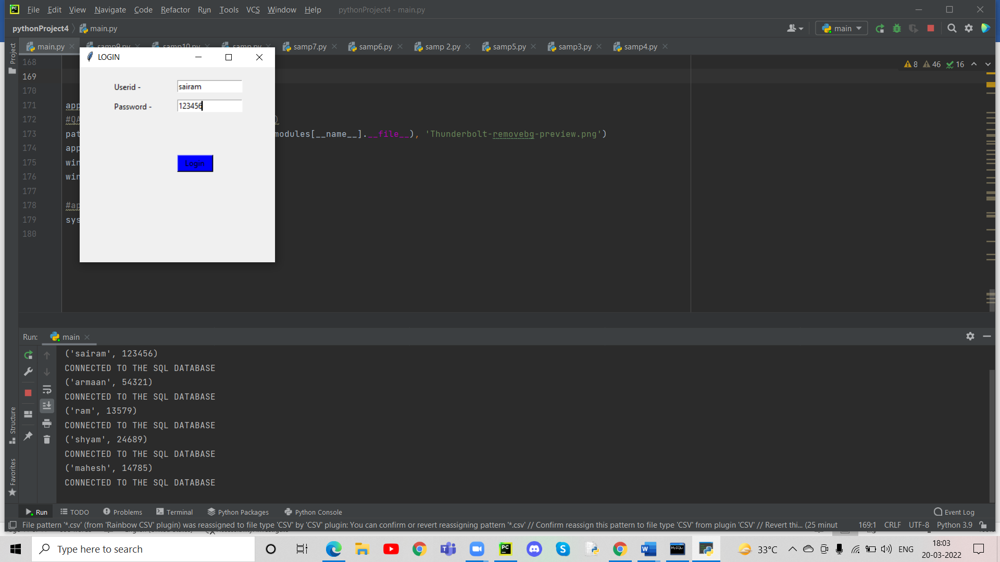 PC File Edit View Navigate Code Refactor Run Tools VCS Window Help pythonProject4 - main.py
pythonProject4 main.py main
Project main.py samp9.py samp10.py samp.py samp7.py samp6.py samp 2.py samp5.py samp3.py samp4.py
LOGIN
Userid - sairam
Password - 123456
Login
8 46 16
168
169
170
171 app
172 #QA )
173 pat modules[__name__].__file__), 'Thunderbolt-removebg-preview.png')
174 app
175 win
176 win
177
178 #ap
179 sys
180
Run: main
('sairam', 123456)
CONNECTED TO THE SQL DATABASE
('armaan', 54321)
CONNECTED TO THE SQL DATABASE
('ram', 13579)
CONNECTED TO THE SQL DATABASE
('shyam', 24689)
CONNECTED TO THE SQL DATABASE
('mahesh', 14785)
CONNECTED TO THE SQL DATABASE
Structure
Favorites
Run TODO Problems Terminal Python Packages Python Console Event Log
File pattern '*.csv' (from 'Rainbow CSV' plugin) was reassigned to file type 'CSV' by 'CSV' plugin: You can confirm or revert reassigning pattern '*.csv' // Confirm reassign this pattern to file type 'CSV' from plugin 'CSV' // Revert thi... (25 minut 169:1 CRLF UTF-8 Python 3.9
Type here to search PC MySQL 33°C ENG 18:03
20-03-2022